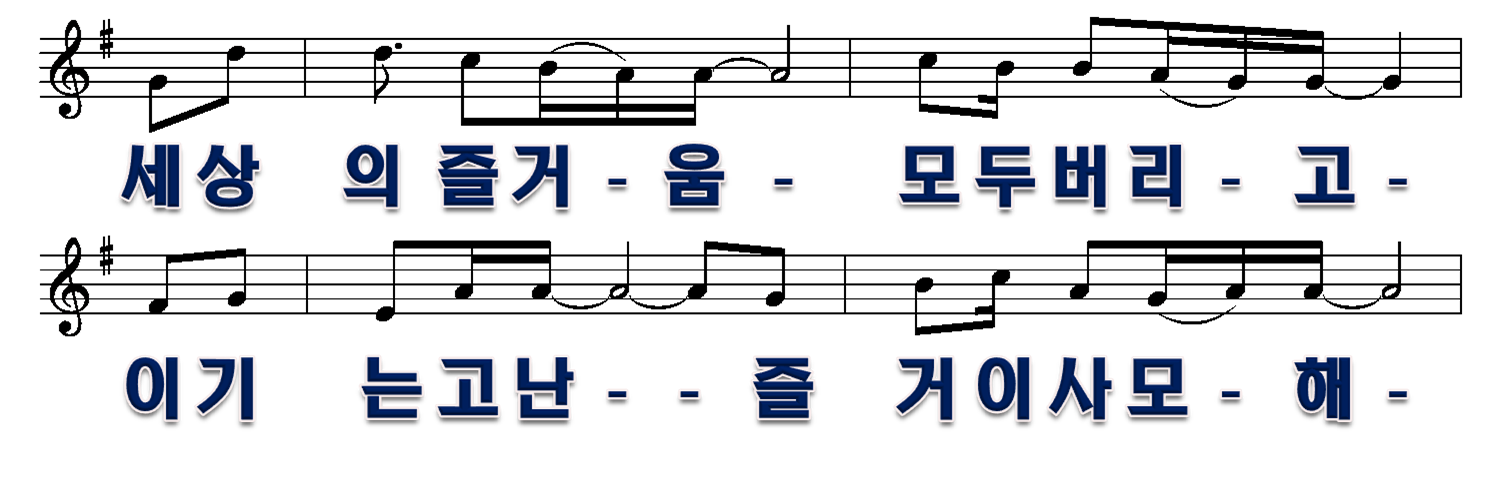 세상 의 즐거 - 움 - 모두버리 - 고 -
이기 는고난 - - 즐 거이사모 - 해 -